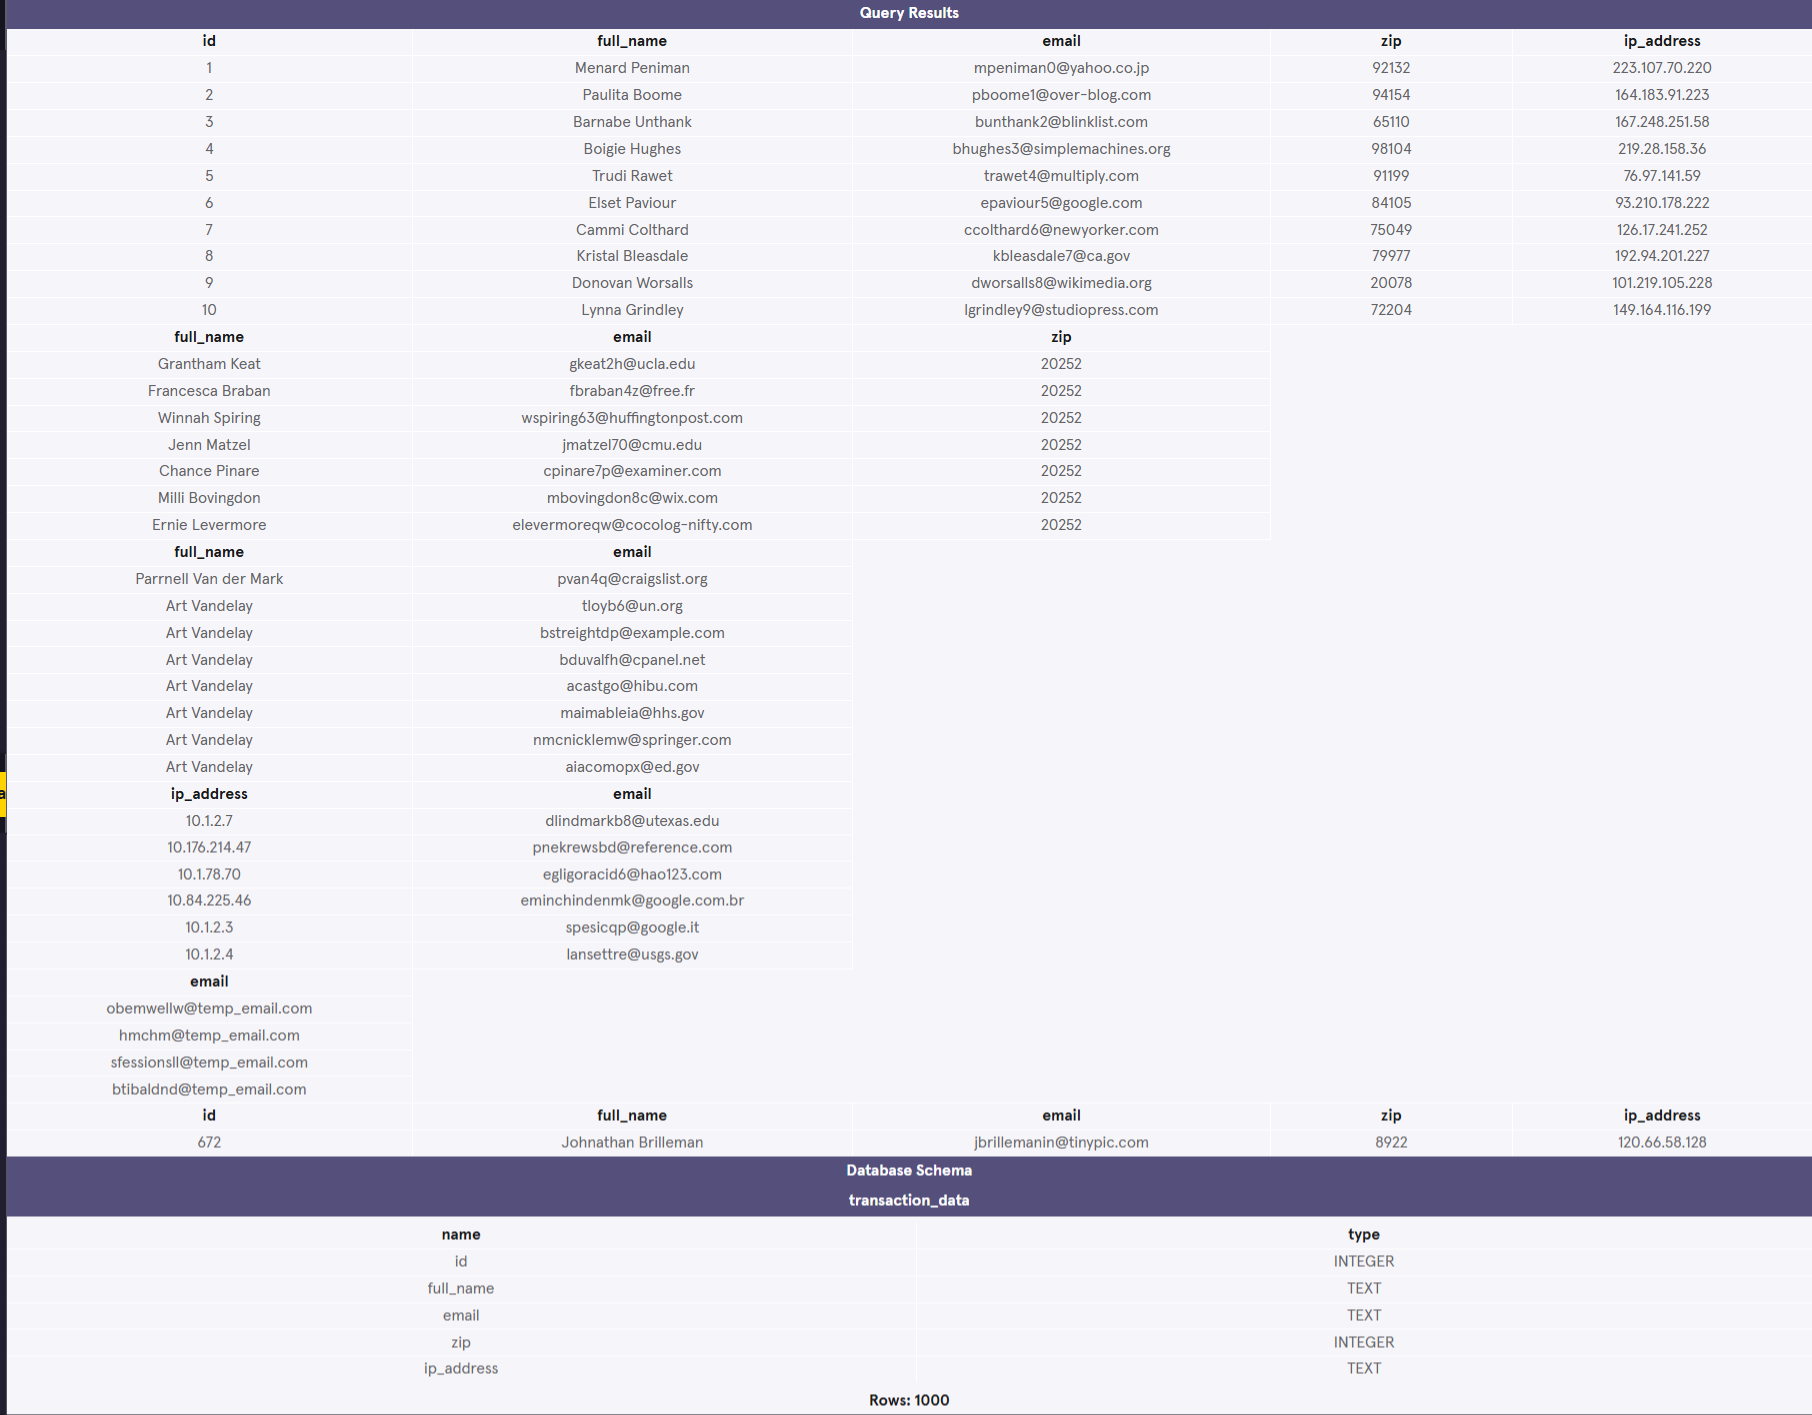 Query Results
id full_name email zip ip_address
1 Menard Peniman mpeniman0@yahoo.co.jp 92132 223.107.70.220
2 Paulita Boome pboome1@over-blog.com 94154 164.183.91.223
3 Barnabe Unthank bunthank2@blinklist.com 65110 167.248.251.58
4 Boigie Hughes bhughes3@simplemachines.org 98104 219.28.158.36
5 Trudi Rawet trawet4@multiply.com 91199 76.97.141.59
6 Elset Paviour epaviour5@google.com 84105 93.210.178.222
7 Cammi Colthard ccolthard6@newyorker.com 75049 126.17.241.252
8 Kristal Bleasdale kbleasdale7@ca.gov 79977 192.94.201.227
9 Donovan Worsalls dworsalls8@wikimedia.org 20078 101.219.105.228
10 Lynna Grindley lgrindley9@studiopress.com 72204 149.164.116.199
full_name email zip
Grantham Keat gkeat2h@ucla.edu 20252
Francesca Braban fbraban4z@free.fr 20252
Winnah Spiring wspiring63@huffingtonpost.com 20252
Jenn Matzel jmatzel70@cmu.edu 20252
Chance Pinare cpinare7p@examiner.com 20252
Milli Bovingdon mbovingdon8c@wix.com 20252
Ernie Levermore elevermoreqw@cocolog-nifty.com 20252
full_name email
Parrnell Van der Mark pvan4q@craigslist.org
Art Vandelay tloyb6@un.org
Art Vandelay bstreightdp@example.com
Art Vandelay bduvalfh@cpanel.net
Art Vandelay acastgo@hibu.com
Art Vandelay maimableia@hhs.gov
Art Vandelay nmcnicklemw@springer.com
Art Vandelay aiacomopx@ed.gov
ip_address email
10.1.2.7 dlindmarkb8@utexas.edu
10.176.214.47 pnekrewsbd@reference.com
10.1.78.70 egligoracid6@hao123.com
10.84.225.46 eminchindenmk@google.com.br
10.1.2.3 spesicqp@google.it
10.1.2.4 lansettre@usgs.gov
email
obemwellw@temp_email.com
hmchm@temp_email.com
sfessionsll@temp_email.com
btibaldnd@temp_email.com
id full_name email zip ip_address
672 Johnathan Brilleman jbrillemanin@tinypic.com 8922 120.66.58.128
Database Schema
transaction_data
name type
id INTEGER
full_name TEXT
email TEXT
zip INTEGER
ip_address TEXT
Rows: 1000